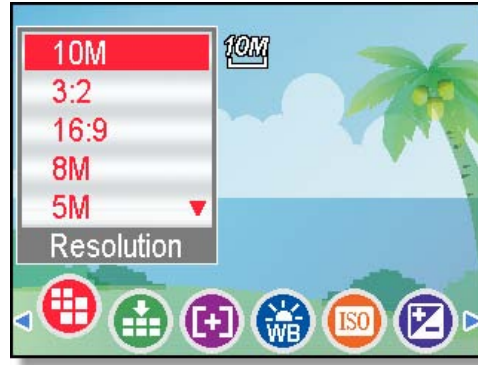 10M
10M
3:2
16:9
8M
5M
Resolution
WB
ISO